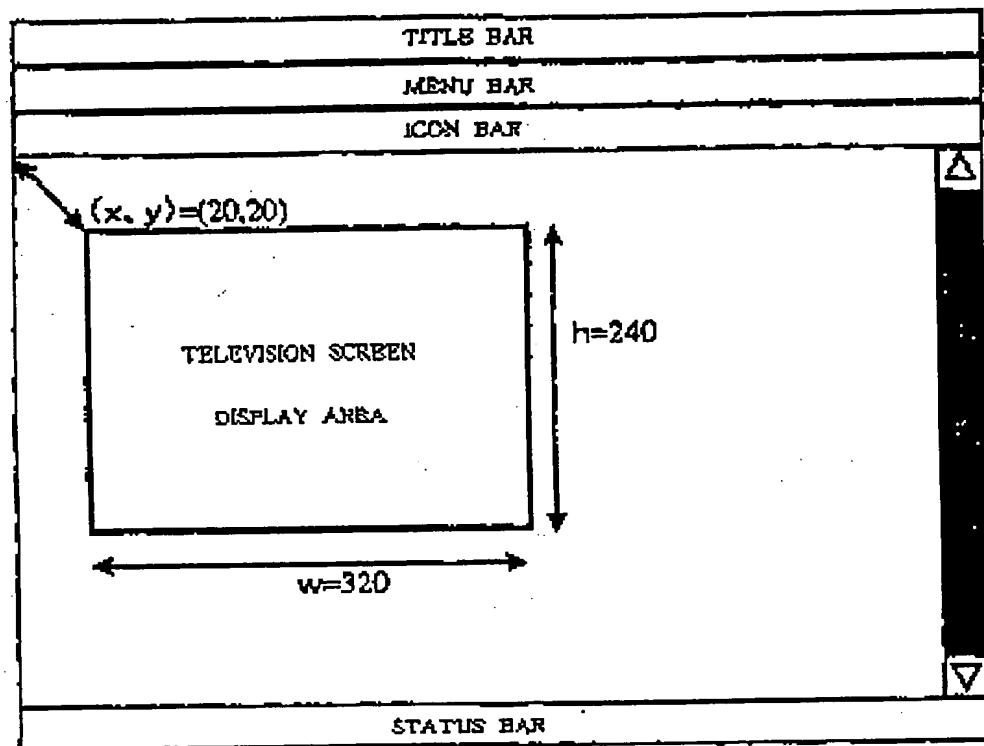 TITLE BAR
MENU BAR
ICON BAR
(x, y)=(20,20)
TELEVISION SCREEN
DISPLAY AREA
h=240
w=320
STATUS BAR